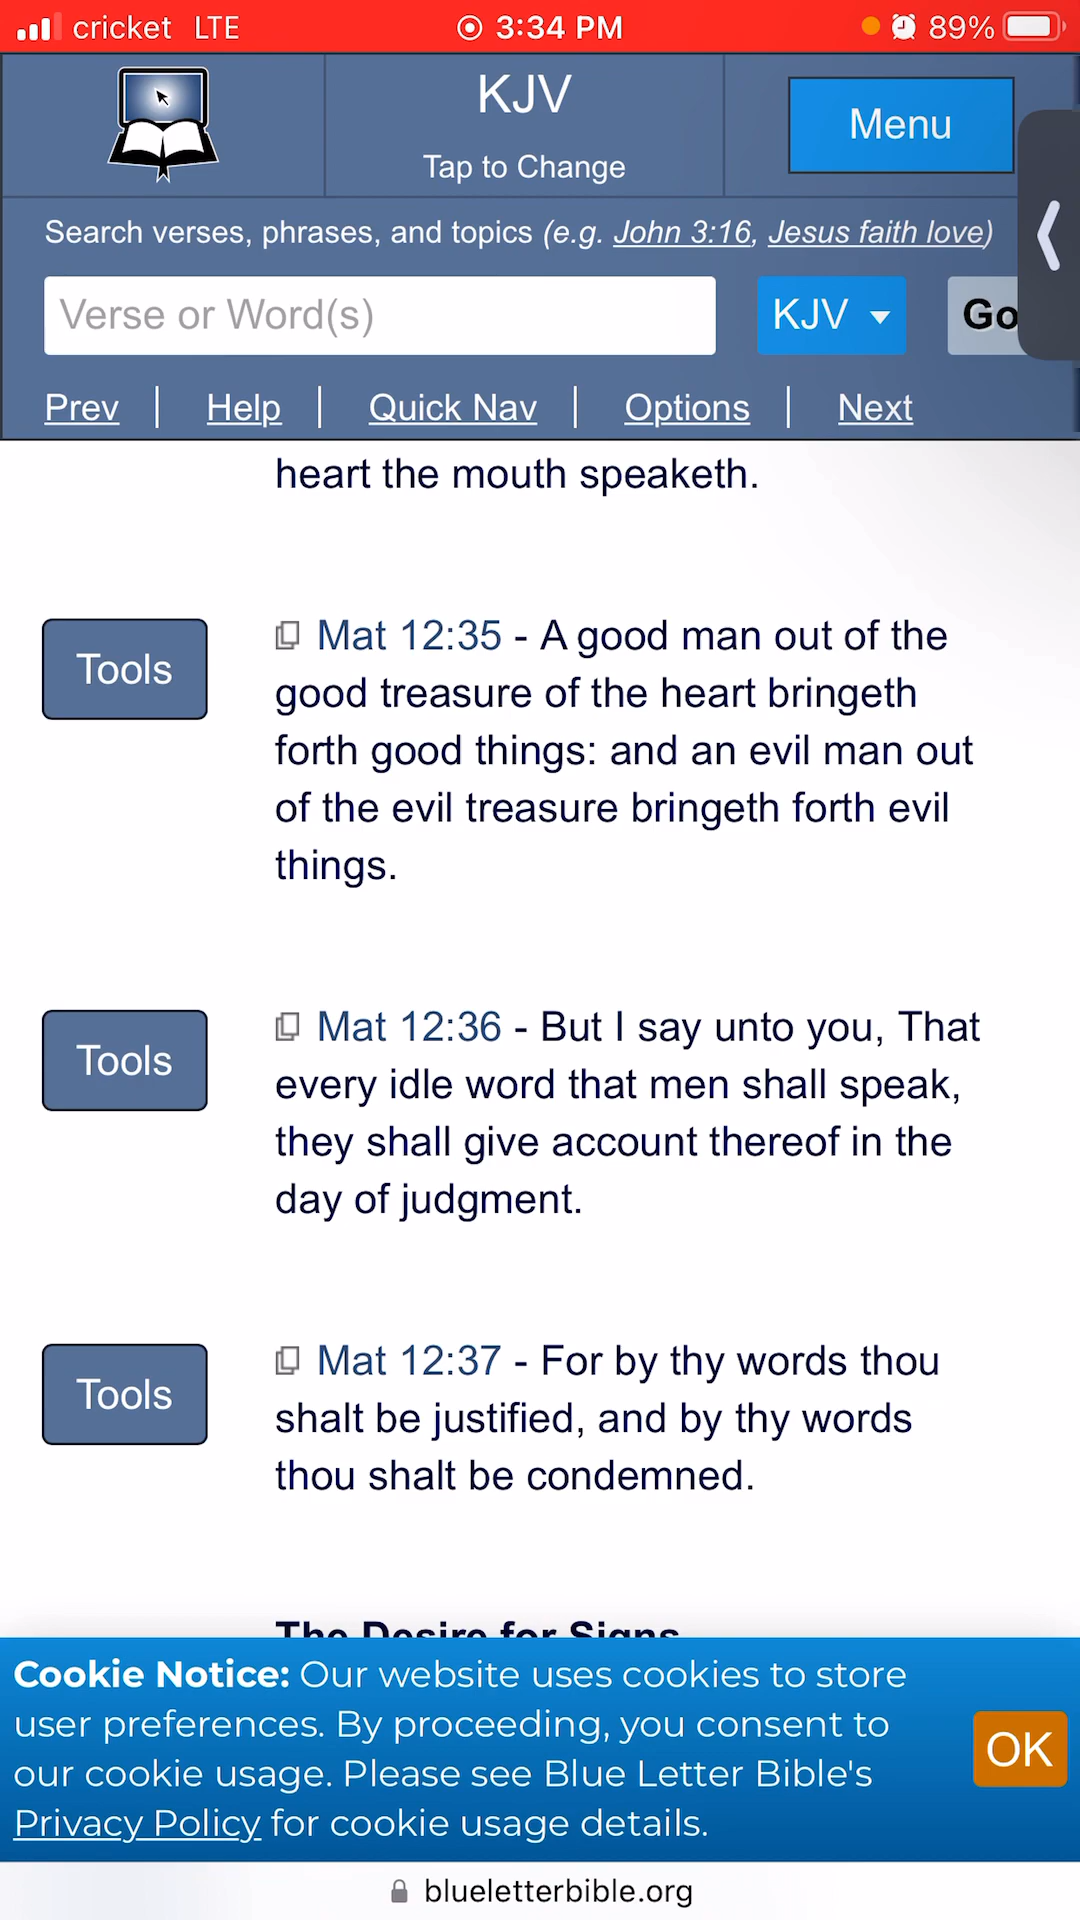 cricket LTE 3:34 PM 89%
KJV
Tap to Change
Menu
Search verses, phrases, and topics (e.g. John 3:16, Jesus faith love)
Verse or Word(s) KJV Go
Prev | Help | Quick Nav | Options | Next
heart the mouth speaketh.
Tools
Mat 12:35 - A good man out of the
good treasure of the heart bringeth
forth good things: and an evil man out
of the evil treasure bringeth forth evil
things.
Tools
Mat 12:36 - But I say unto you, That
every idle word that men shall speak,
they shall give account thereof in the
day of judgment.
Tools
Mat 12:37 - For by thy words thou
shalt be justified, and by thy words
thou shalt be condemned.
The Desire for Signs
Cookie Notice: Our website uses cookies to store
user preferences. By proceeding, you consent to
our cookie usage. Please see Blue Letter Bible's
Privacy Policy for cookie usage details.
OK
blueletterbible.org